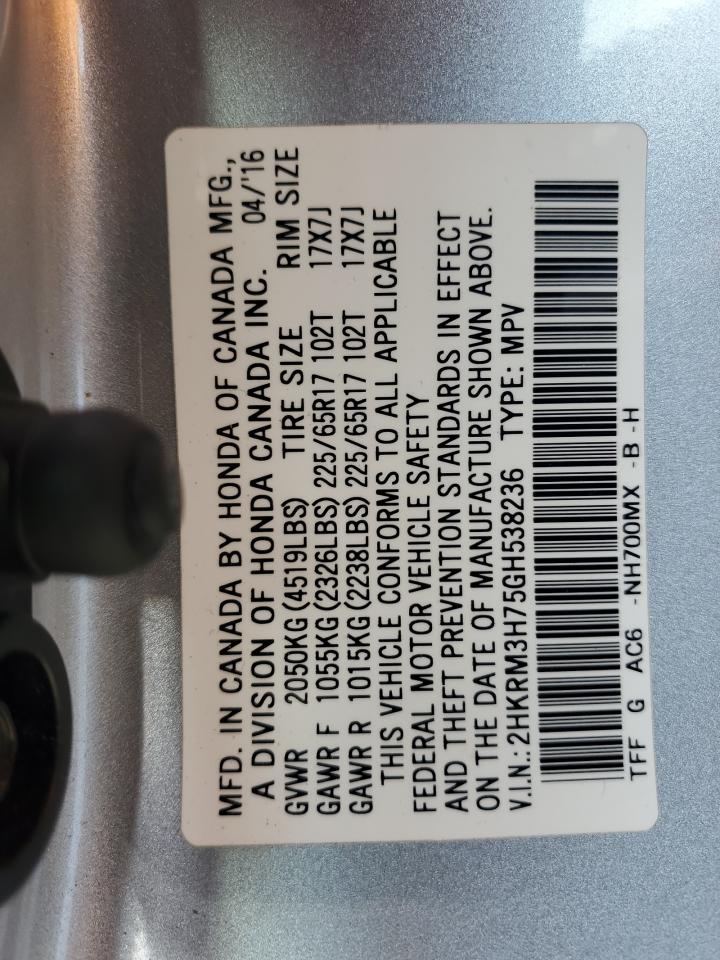 MFD. IN CANADA BY HONDA OF CANADA MFG.,
A DIVISION OF HONDA CANADA INC. 04/'16
GVWR 2050KG(4519LBS) TIRE SIZE RIM SIZE
GAWR F 1055KG(2326LBS) 225/65R17 102T 17X7J
GAWR R 1015KG(2238LBS) 225/65R17 102T 17X7J
THIS VEHICLE CONFORMS TO ALL APPLICABLE
FEDERAL MOTOR VEHICLE SAFETY
AND THEFT PREVENTION STANDARDS IN EFFECT
ON THE DATE OF MANUFACTURE SHOWN ABOVE.
V.I.N.: 2HKRM3H75GH538236 TYPE: MPV
TFF G AC6 -NH700MX -B -H